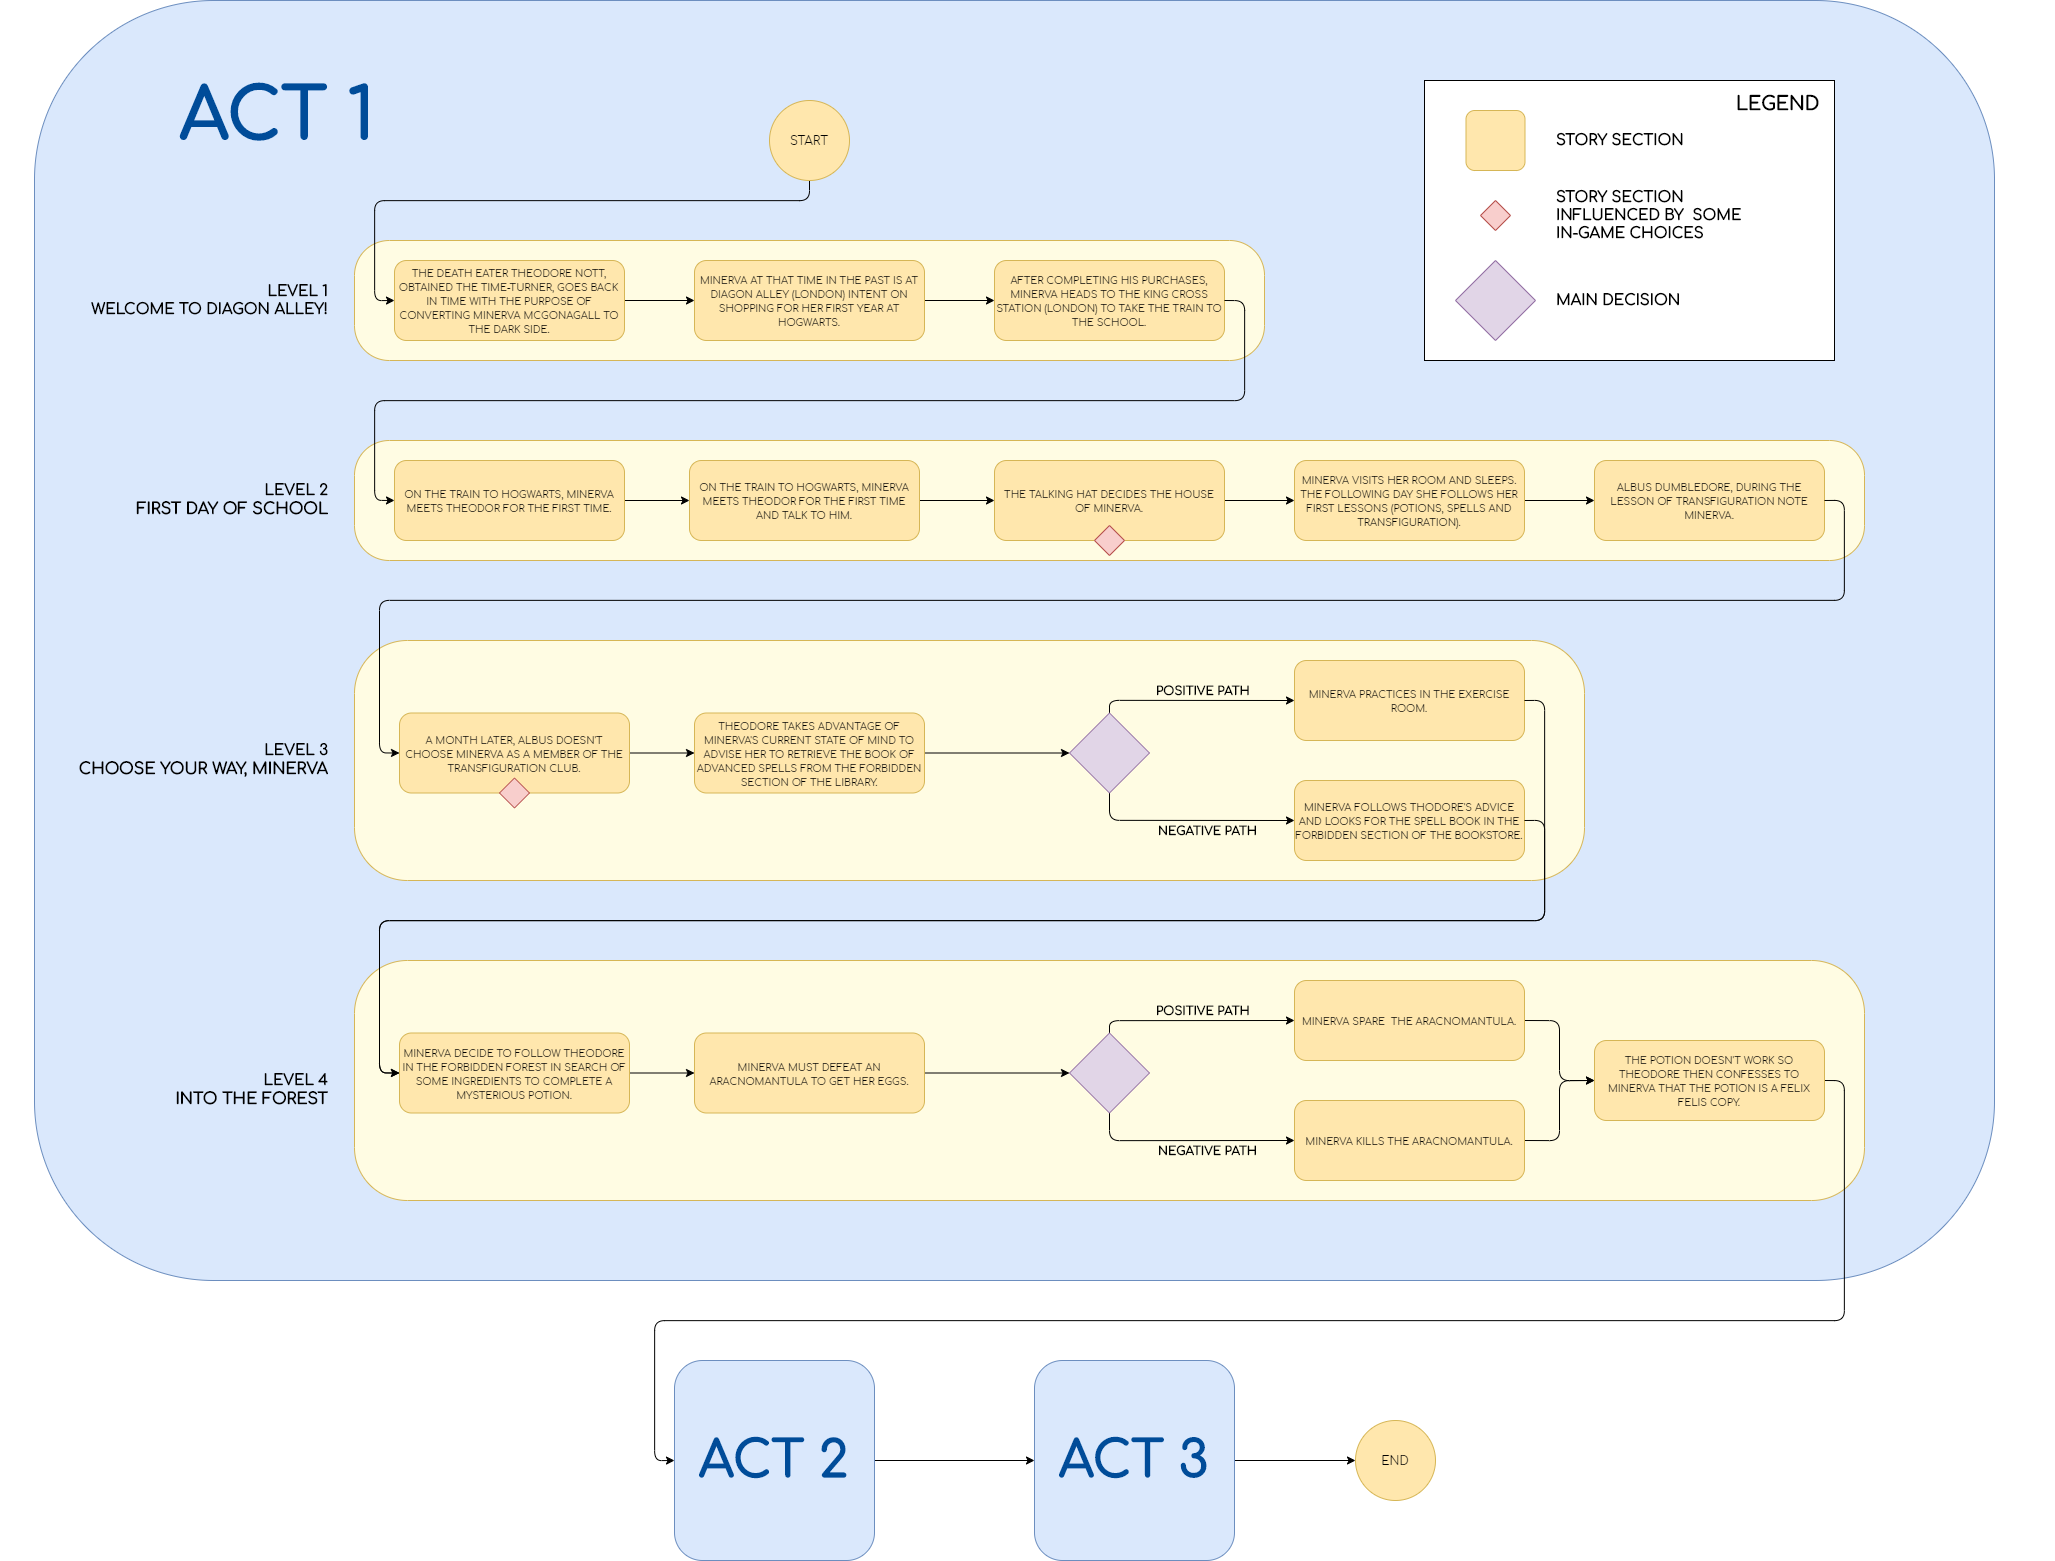 ACT 1
START
LEGEND
STORY SECTION
STORY SECTION
INFLUENCED BY  SOME
IN-GAME CHOICES
MAIN DECISION
LEVEL 1
WELCOME TO DIAGON ALLEY!
THE DEATH EATER THEODORE NOTT,
OBTAINED THE TIME-TURNER, GOES BACK
IN TIME WITH THE PURPOSE OF
CONVERTING MINERVA MCGONAGALL TO
THE DARK SIDE.
MINERVA AT THAT TIME IN THE PAST IS AT
DIAGON ALLEY (LONDON) INTENT ON
SHOPPING FOR HER FIRST YEAR AT
HOGWARTS.
AFTER COMPLETING HIS PURCHASES,
MINERVA HEADS TO THE KING CROSS
STATION (LONDON) TO TAKE THE TRAIN TO
THE SCHOOL.
LEVEL 2
FIRST DAY OF SCHOOL
ON THE TRAIN TO HOGWARTS, MINERVA
MEETS THEODOR FOR THE FIRST TIME.
ON THE TRAIN TO HOGWARTS, MINERVA
MEETS THEODOR FOR THE FIRST TIME
AND TALK TO HIM.
THE TALKING HAT DECIDES THE HOUSE
OF MINERVA.
MINERVA VISITS HER ROOM AND SLEEPS.
THE FOLLOWING DAY SHE FOLLOWS HER
FIRST LESSONS (POTIONS, SPELLS AND
TRANSFIGURATION).
ALBUS DUMBLEDORE, DURING THE
LESSON OF TRANSFIGURATION NOTE
MINERVA.
LEVEL 3
CHOOSE YOUR WAY, MINERVA
A MONTH LATER, ALBUS DOESN'T
CHOOSE MINERVA AS A MEMBER OF THE
TRANSFIGURATION CLUB.
THEODORE TAKES ADVANTAGE OF
MINERVA'S CURRENT STATE OF MIND TO
ADVISE HER TO RETRIEVE THE BOOK OF
ADVANCED SPELLS FROM THE FORBIDDEN
SECTION OF THE LIBRARY.
POSITIVE PATH
MINERVA PRACTICES IN THE EXERCISE
ROOM.
NEGATIVE PATH
MINERVA FOLLOWS THODORE'S ADVICE
AND LOOKS FOR THE SPELL BOOK IN THE
FORBIDDEN SECTION OF THE BOOKSTORE.
LEVEL 4
INTO THE FOREST
MINERVA DECIDE TO FOLLOW THEODORE
IN THE FORBIDDEN FOREST IN SEARCH OF
SOME INGREDIENTS TO COMPLETE A
MYSTERIOUS POTION.
MINERVA MUST DEFEAT AN
ARACNOMANTULA TO GET HER EGGS.
POSITIVE PATH
MINERVA SPARE  THE ARACNOMANTULA.
NEGATIVE PATH
MINERVA KILLS THE ARACNOMANTULA.
THE POTION DOESN'T WORK SO
THEODORE THEN CONFESSES TO
MINERVA THAT THE POTION IS A FELIX
FELIS COPY.
ACT 2
ACT 3
END